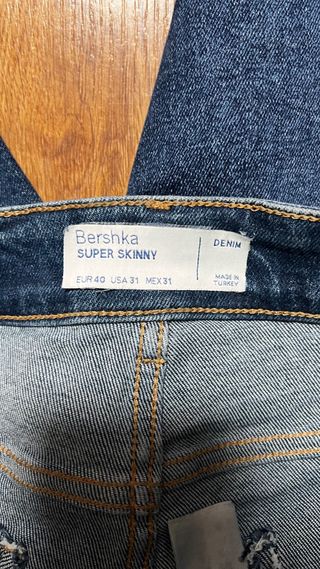 Bershka
SUPER SKINNY
EUR 40 USA 31 MEX 31
DENIM
MADE IN
TURKEY